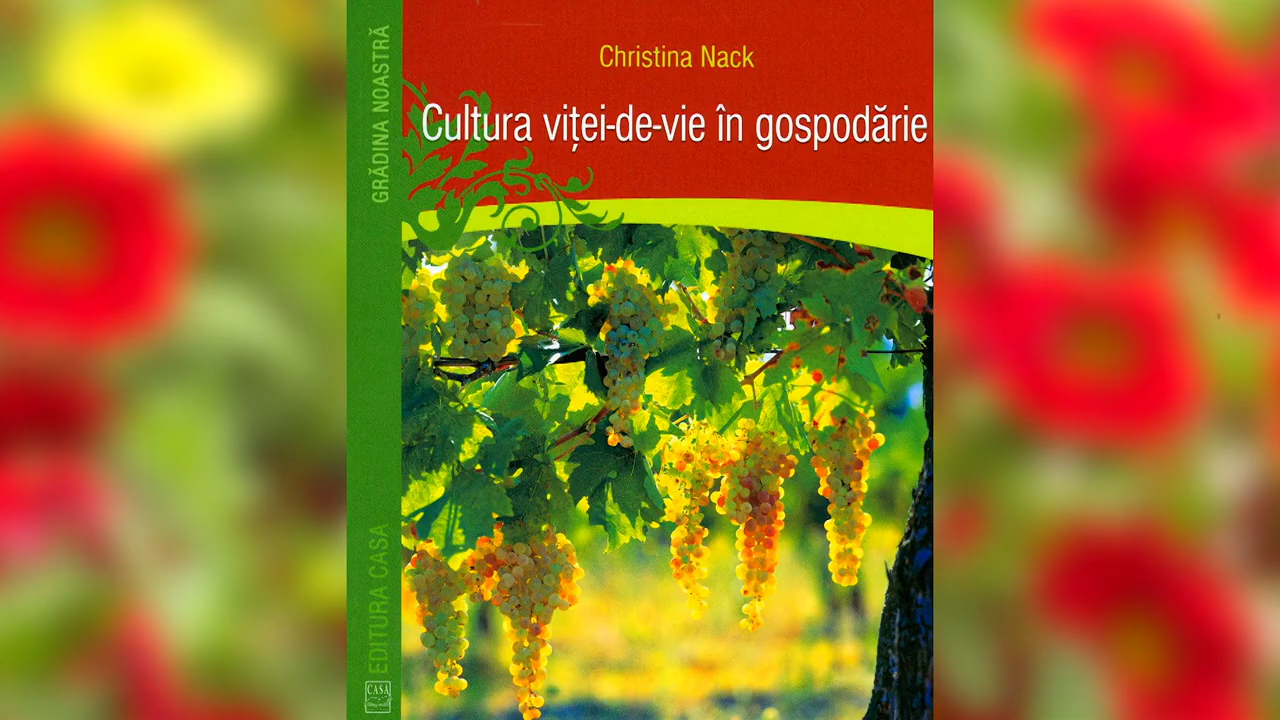 Christina Nack
Cultura viței-de-vie în gospodărie
GRĂDINA NOASTRĂ
EDITURA CASA
CASA